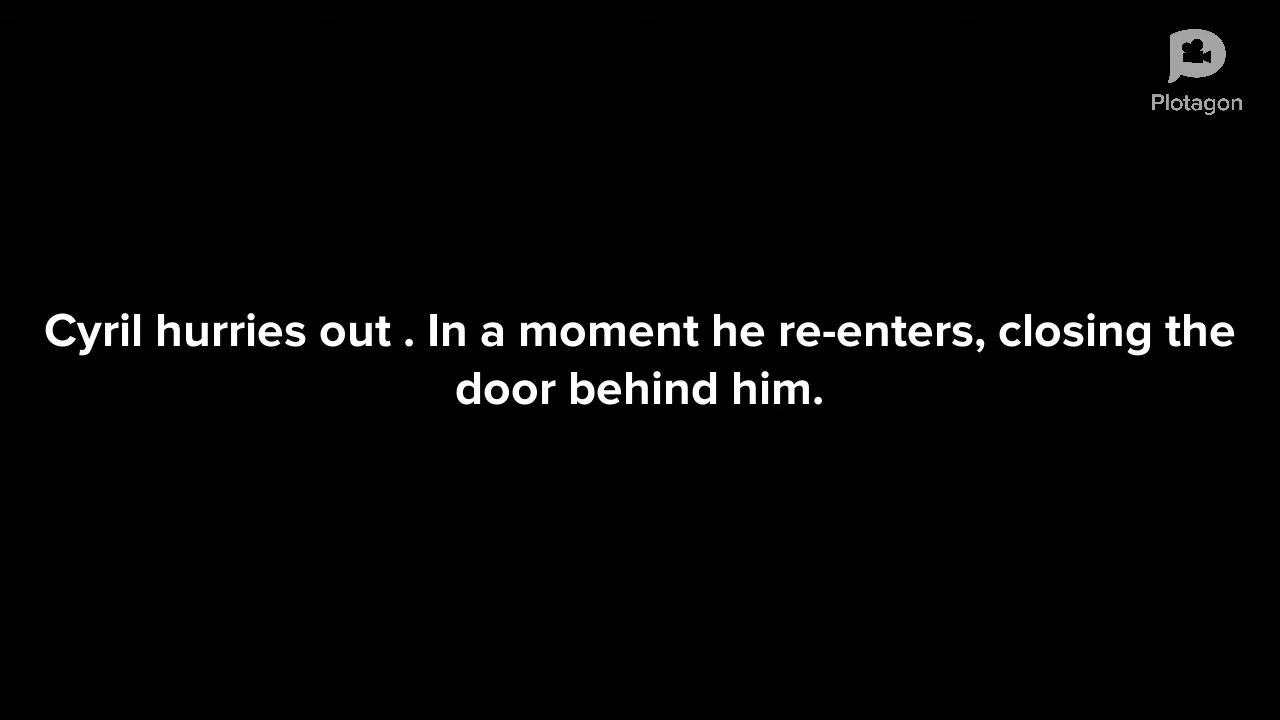 Plotagon
Cyril hurries out . In a moment he re-enters, closing the
door behind him.